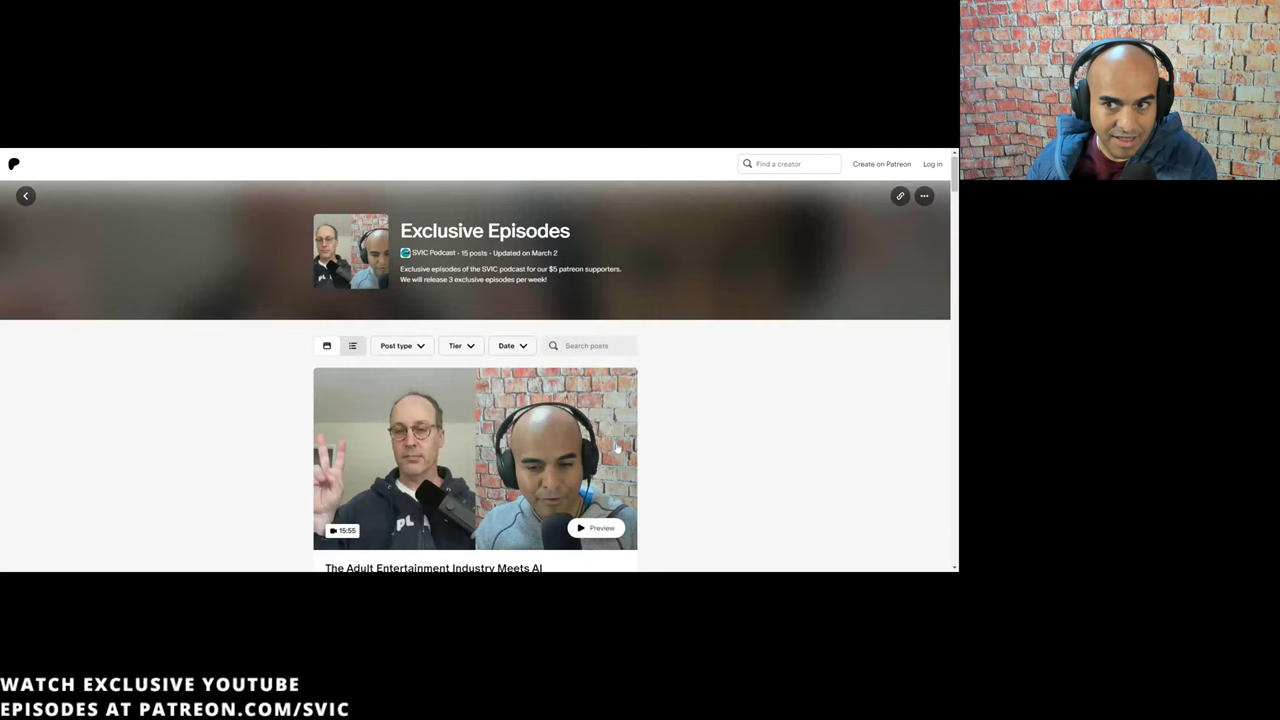 Find a creator
Create on Patreon
Log in
Exclusive Episodes
SVIC Podcast · 15 posts · Updated on March 2
Exclusive episodes of the SVIC podcast for our $5 patreon supporters.
We will release 3 exclusive episodes per week!
Post type
Tier
Date
Search posts
15:55
Preview
The Adult Entertainment Industry Meets AI
WATCH EXCLUSIVE YOUTUBE
EPISODES AT PATREON.COM/SVIC